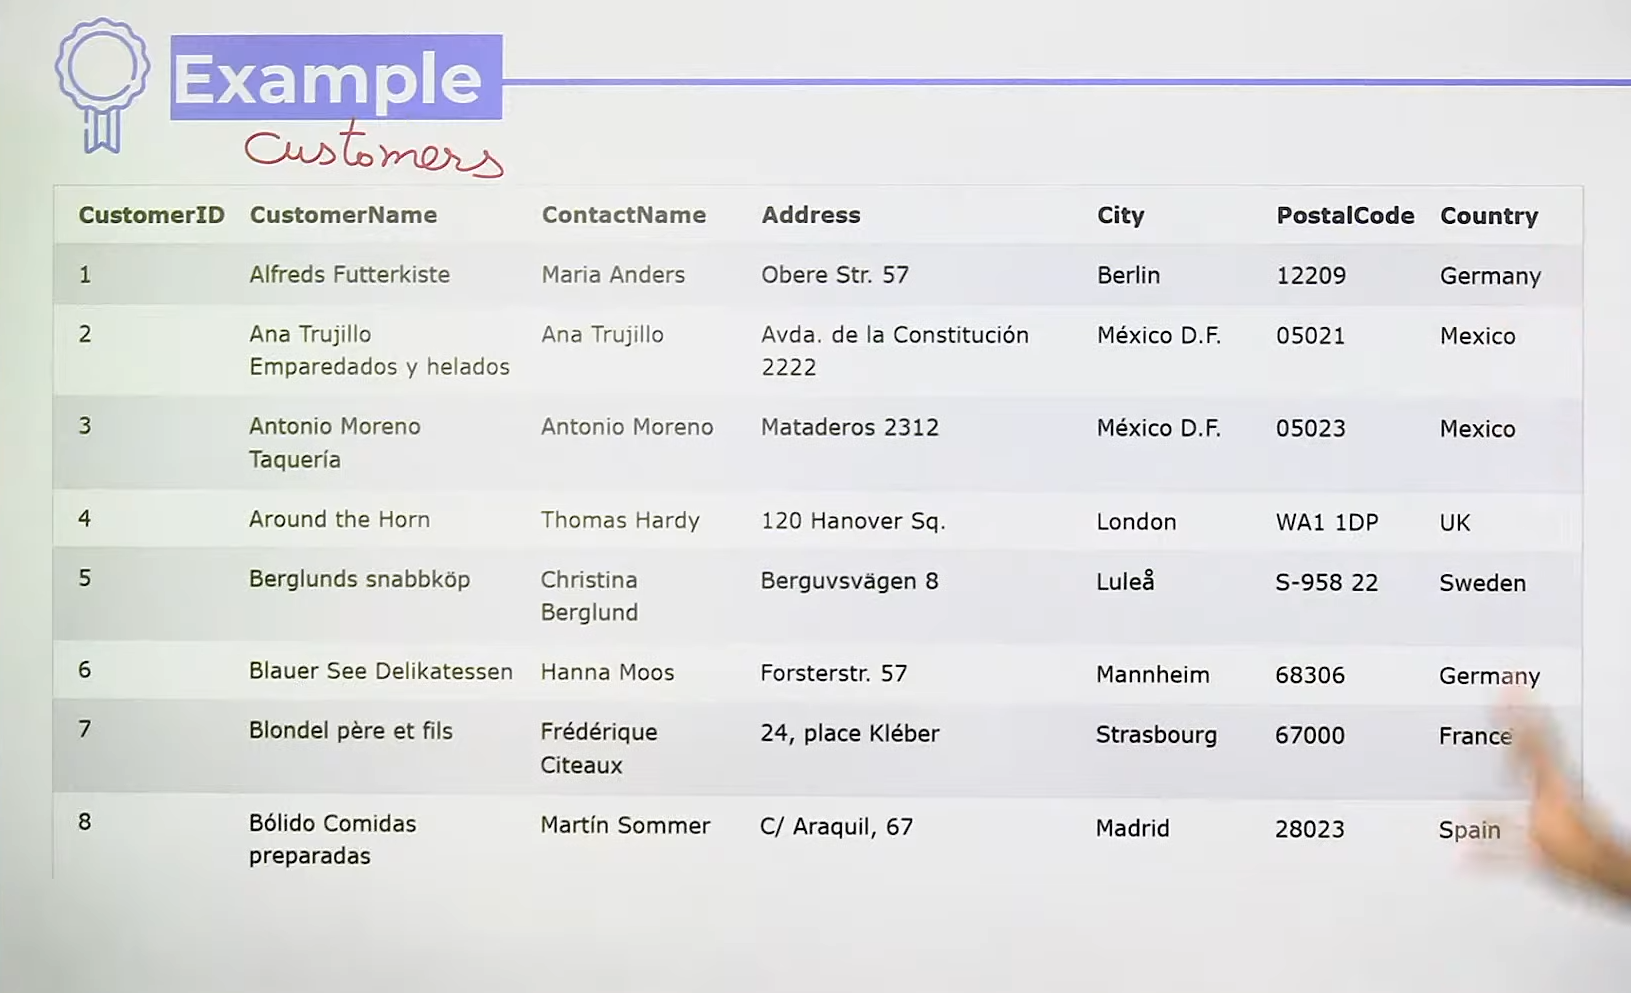 Example
Customers
CustomerID CustomerName ContactName Address City PostalCode Country
1 Alfreds Futterkiste Maria Anders Obere Str. 57 Berlin 12209 Germany
2 Ana Trujillo Ana Trujillo Avda. de la Constitución México D.F. 05021 Mexico
Emparedados y helados 2222
3 Antonio Moreno Antonio Moreno Mataderos 2312 México D.F. 05023 Mexico
Taquería
4 Around the Horn Thomas Hardy 120 Hanover Sq. London WA1 1DP UK
5 Berglunds snabbköp Christina Berguvsvägen 8 Luleå S-958 22 Sweden
Berglund
6 Blauer See Delikatessen Hanna Moos Forsterstr. 57 Mannheim 68306 Germany
7 Blondel père et fils Frédérique 24, place Kléber Strasbourg 67000 France
Citeaux
8 Bólido Comidas Martín Sommer C/ Araquil, 67 Madrid 28023 Spain
preparadas